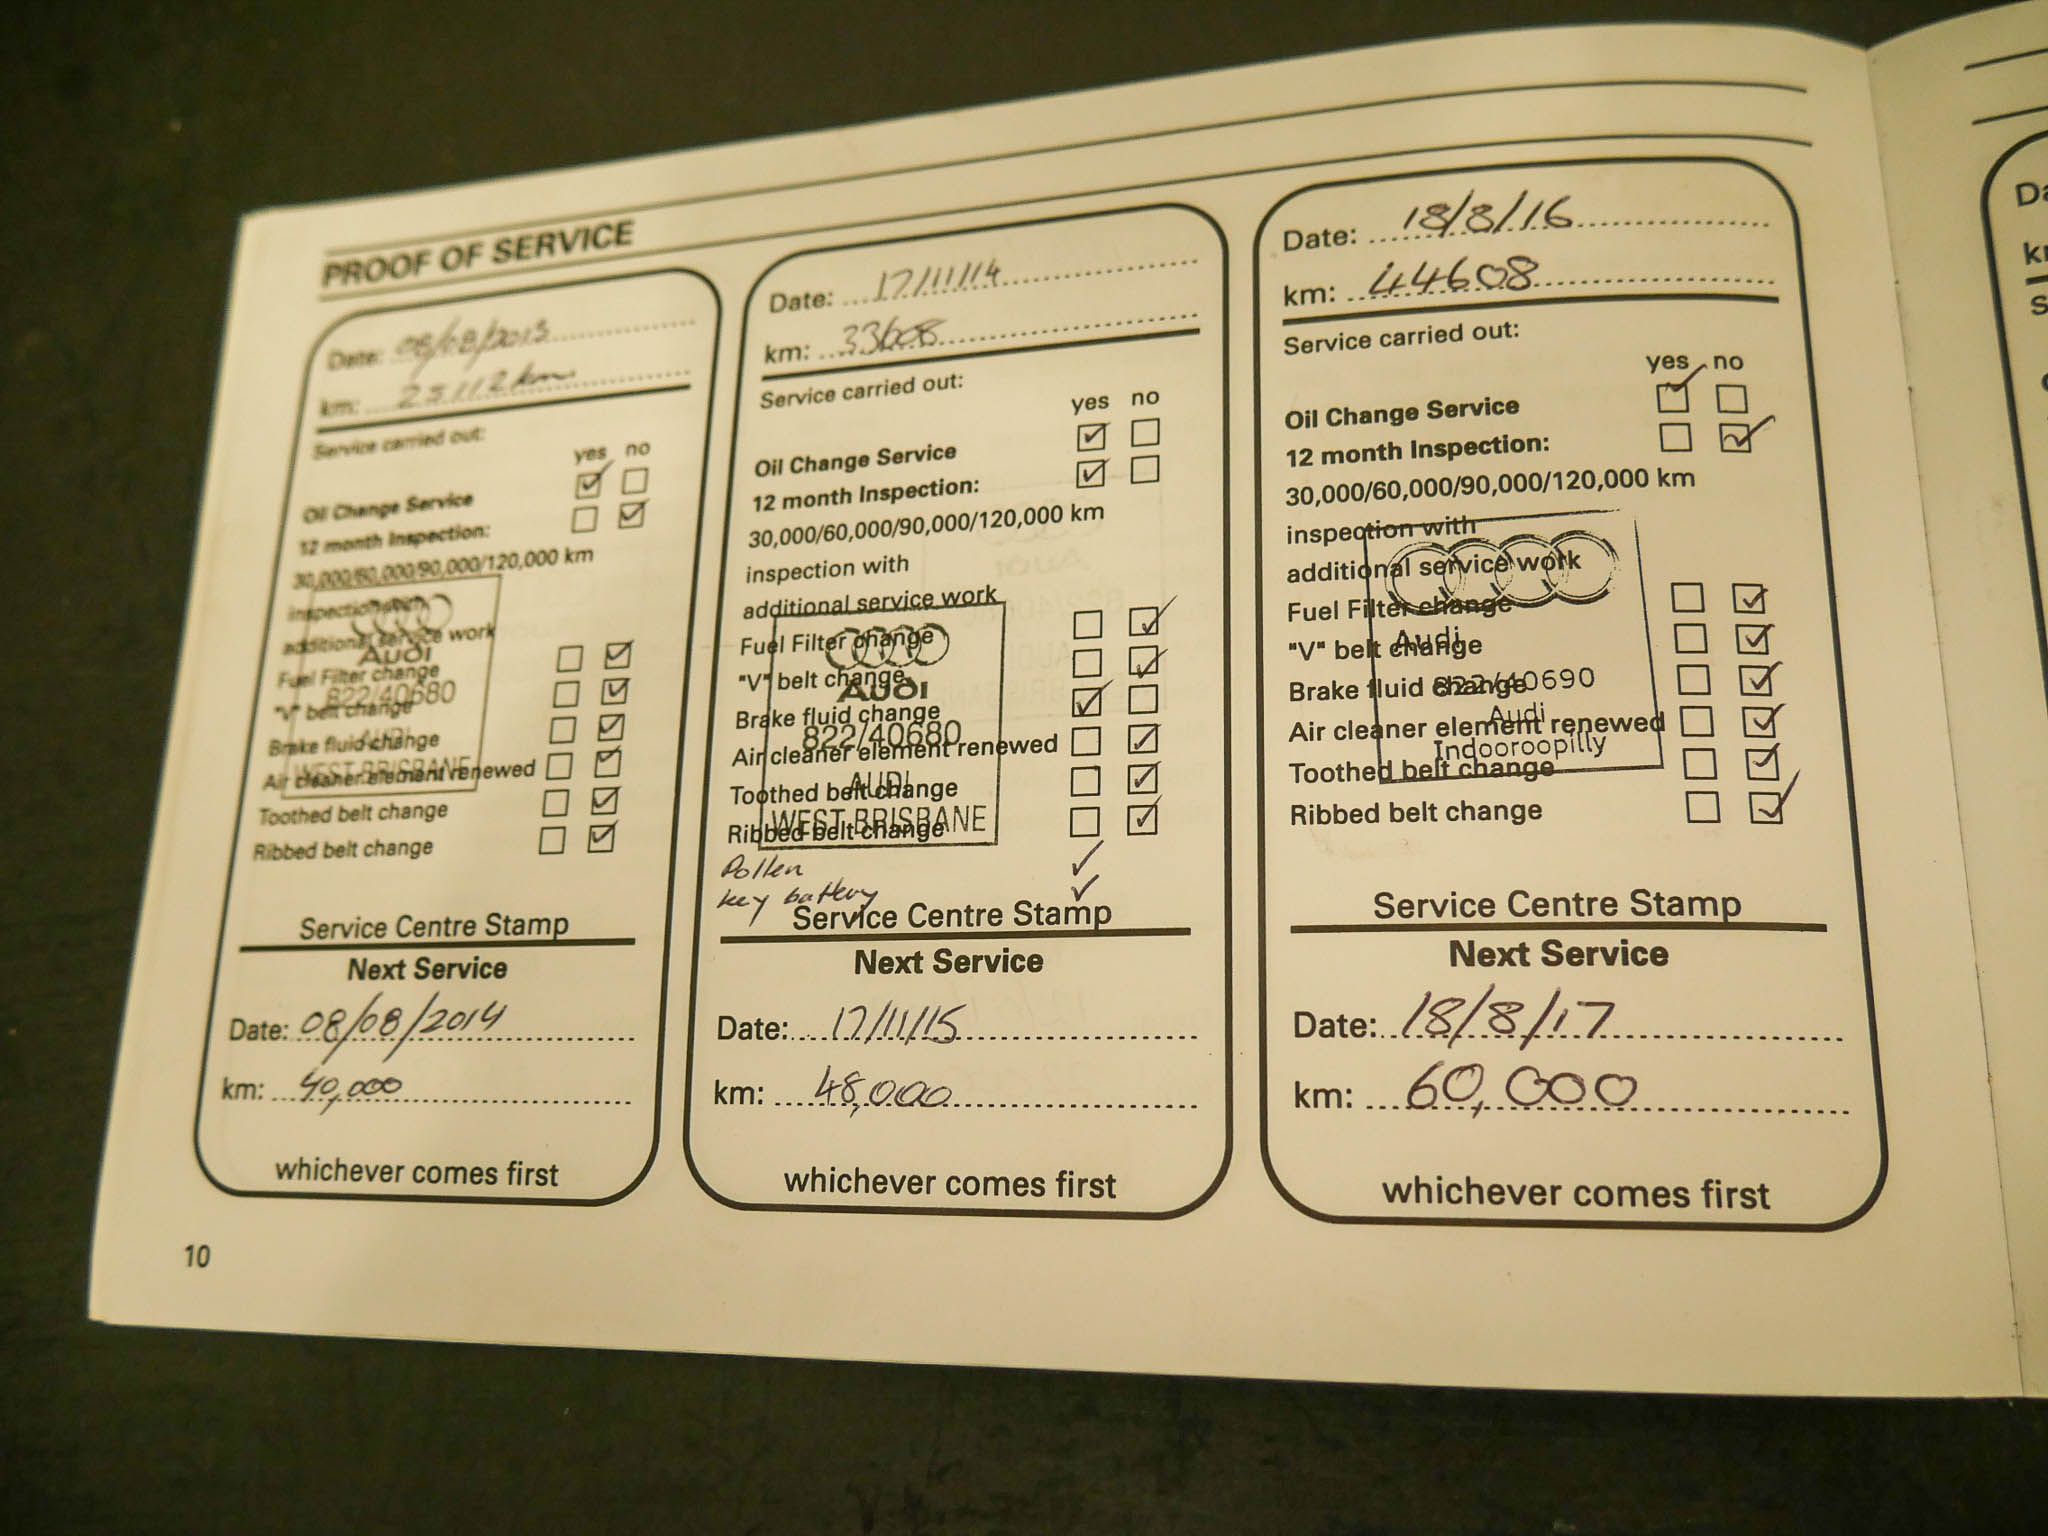 PROOF OF SERVICE
Date: 08/08/2013
km: 25112 km
Service carried out:
yes no
Oil Change Service
12 month Inspection:
30,000/60,000/90,000/120,000 km
inspection with
additional service work
Fuel Filter change
"V" belt change
Brake fluid change
Air cleaner element renewed
Toothed belt change
Ribbed belt change
Audi
822/40680
AUDI
WEST BRISBANE
Service Centre Stamp
Next Service
Date: 08/08/2014
km: 40,000
whichever comes first
10
Date: 17/11/14
km: 33608
Service carried out:
yes no
Oil Change Service
12 month Inspection:
30,000/60,000/90,000/120,000 km
inspection with
additional service work
Fuel Filter change
"V" belt change
Brake fluid change
Air cleaner element renewed
Toothed belt change
Ribbed belt change
Audi
822/40680
AUDI
WEST BRISBANE
Pollen
key battery
Service Centre Stamp
Next Service
Date: 17/11/15
km: 48,000
whichever comes first
Date: 18/8/16
km: 44608
Service carried out:
yes no
Oil Change Service
12 month Inspection:
30,000/60,000/90,000/120,000 km
inspection with
additional service work
Fuel Filter change
"V" belt change
Brake fluid change
Air cleaner element renewed
Toothed belt change
Ribbed belt change
Audi
822/40690
Audi
Indooroopilly
Service Centre Stamp
Next Service
Date: 18/8/17
km: 60,000
whichever comes first